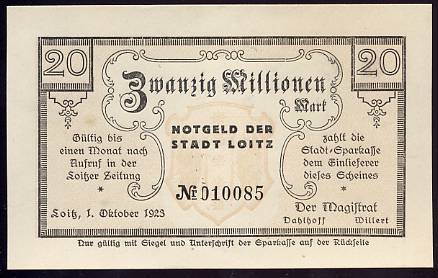 20 Zwanzig Millionen 20
Mark
NOTGELD DER
STADT LOITZ
Gültig bis
einen Monat nach
Aufruf in der
Loitzer Zeitung
*
zahlt die
Stadt-Sparkasse
dem Einlieferer
dieses Scheines
*
№ 010085
Loitz, 1. Oktober 1923
Der Magistrat
Dahlhoff Willert
Nur gültig mit Siegel und Unterschrift der Sparkasse auf der Rückseite